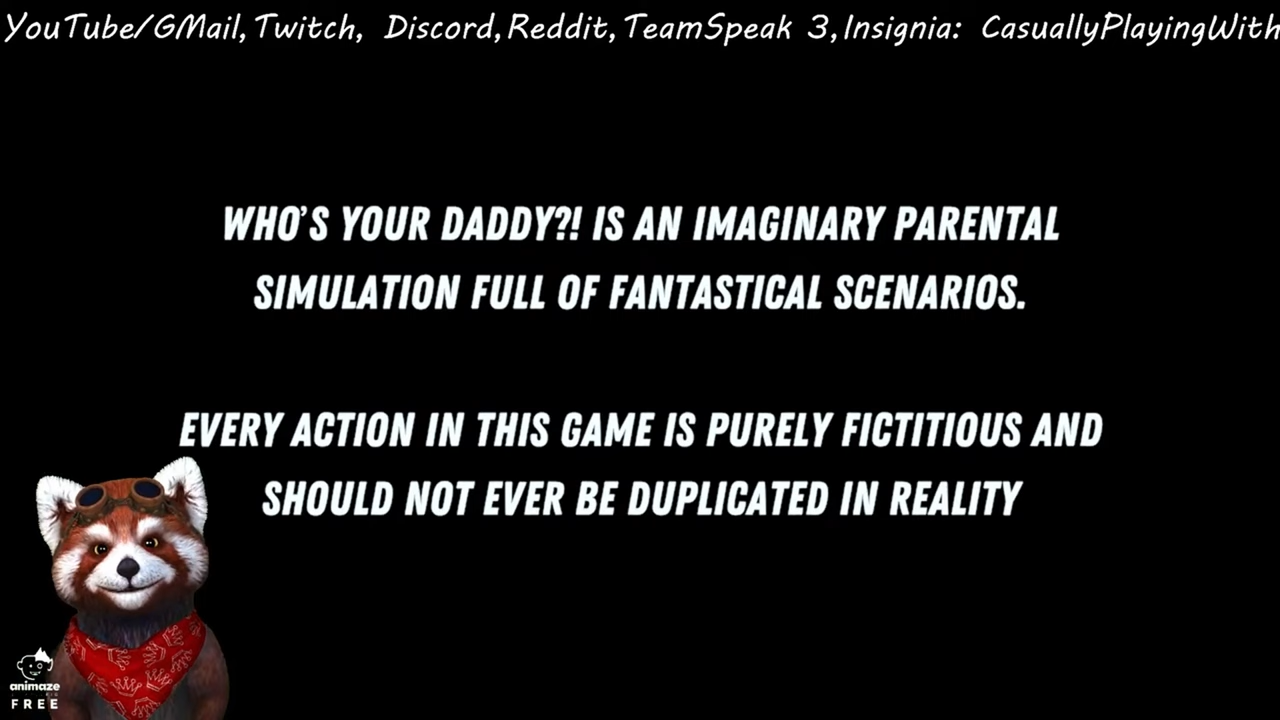 YouTube/GMail, Twitch, Discord, Reddit, TeamSpeak 3, Insignia: CasuallyPlayingWith
WHO'S YOUR DADDY?! IS AN IMAGINARY PARENTAL
SIMULATION FULL OF FANTASTICAL SCENARIOS.
EVERY ACTION IN THIS GAME IS PURELY FICTITIOUS AND
SHOULD NOT EVER BE DUPLICATED IN REALITY
animaze
FREE